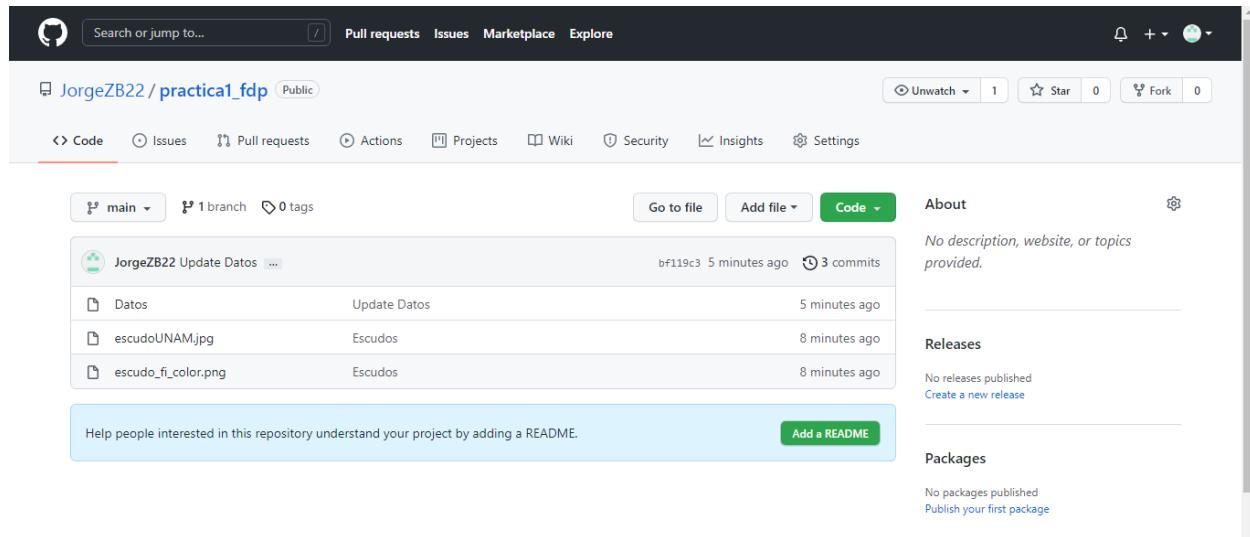 Search or jump to... / Pull requests Issues Marketplace Explore
JorgeZB22 / practica1_fdp Public Unwatch 1 Star 0 Fork 0
Code Issues Pull requests Actions Projects Wiki Security Insights Settings
main 1 branch 0 tags Go to file Add file Code
JorgeZB22 Update Datos ... bf119c3 5 minutes ago 3 commits
Datos Update Datos 5 minutes ago
escudoUNAM.jpg Escudos 8 minutes ago
escudo_fi_color.png Escudos 8 minutes ago
Help people interested in this repository understand your project by adding a README. Add a README
About
No description, website, or topics
provided.
Releases
No releases published
Create a new release
Packages
No packages published
Publish your first package